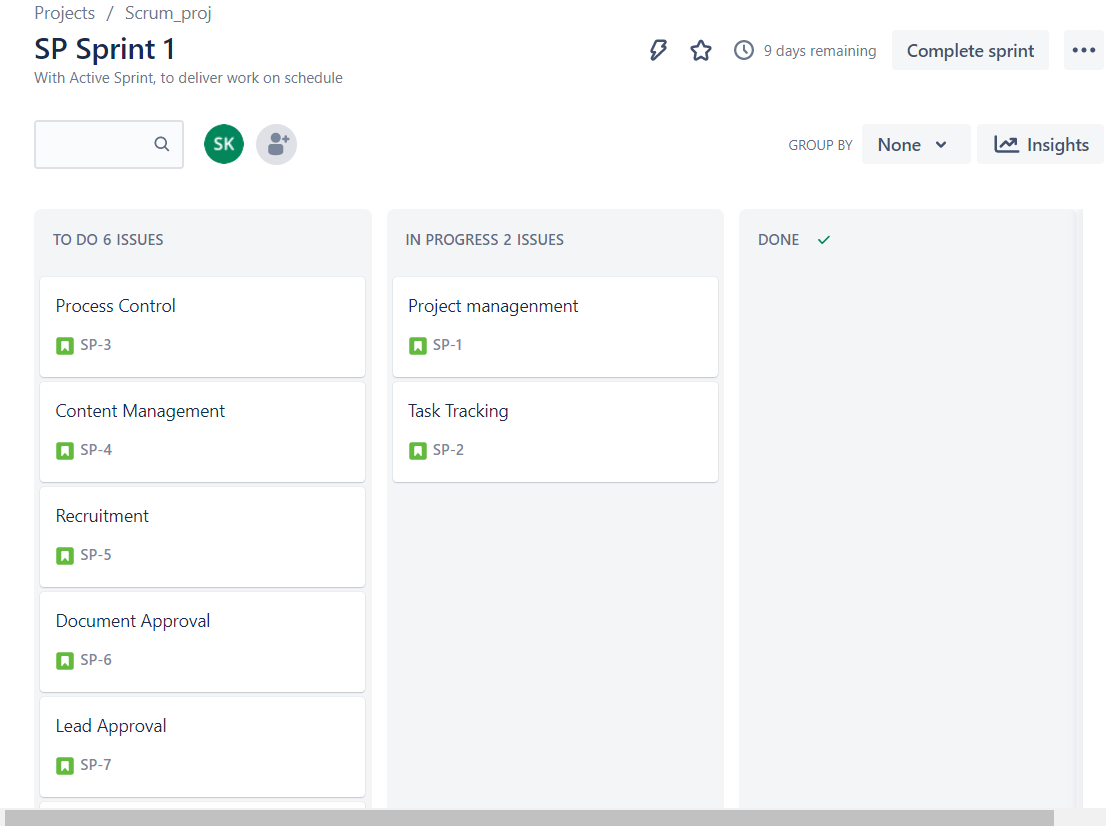 Projects / Scrum_proj
SP Sprint 1
9 days remaining
Complete sprint
With Active Sprint, to deliver work on schedule
SK
GROUP BY
None
Insights
TO DO 6 ISSUES
Process Control
SP-3
Content Management
SP-4
Recruitment
SP-5
Document Approval
SP-6
Lead Approval
SP-7
IN PROGRESS 2 ISSUES
Project managenment
SP-1
Task Tracking
SP-2
DONE